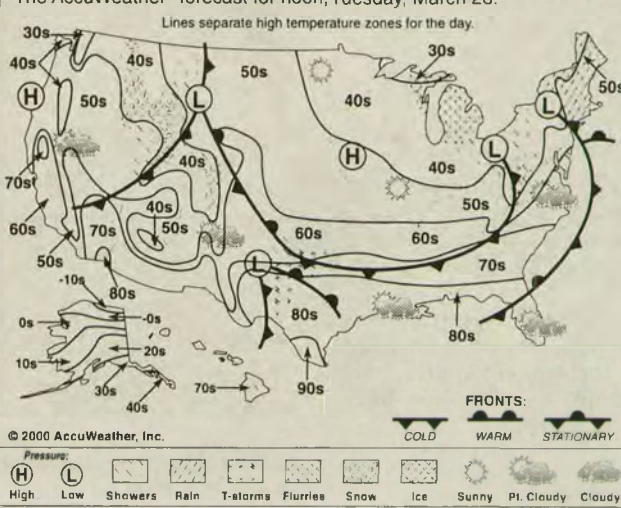 The AccuWeather forecast for noon, Tuesday, March 28.
Lines separate high temperature zones for the day.
30s
40s
H
50s
40s
L
50s
30s
40s
50s
L
H
L
40s
50s
70s
60s
50s
40s
40s
50s
70s
80s
60s
60s
70s
L
80s
80s
90s
-10s
0s
-0s
10s
20s
30s
40s
70s
FRONTS:
COLD WARM STATIONARY
© 2000 AccuWeather, Inc.
Pressure:
H L
High Low Showers Rain T-storms Flurries Snow Ice Sunny Pt. Cloudy Cloudy